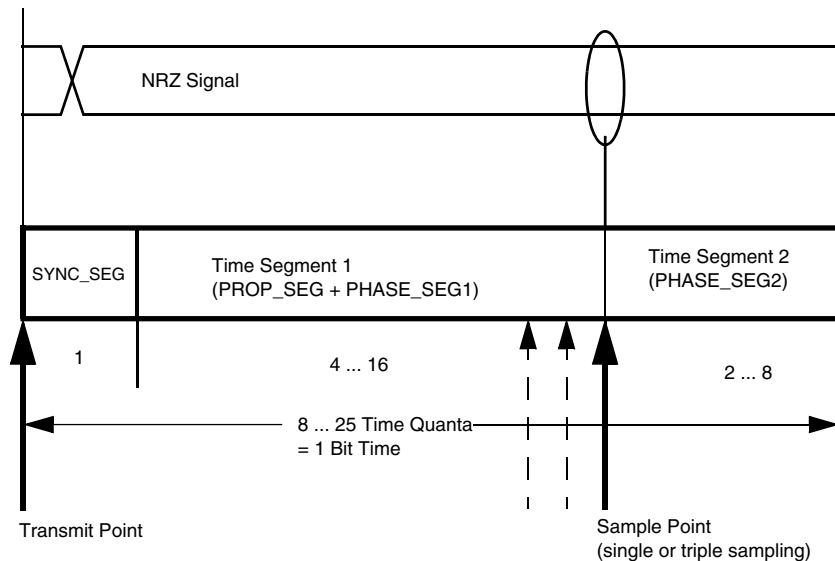 NRZ Signal
SYNC_SEG
Time Segment 1
(PROP_SEG + PHASE_SEG1)
Time Segment 2
(PHASE_SEG2)
1
4 ... 16
2 ... 8
8 ... 25 Time Quanta
= 1 Bit Time
Transmit Point
Sample Point
(single or triple sampling)